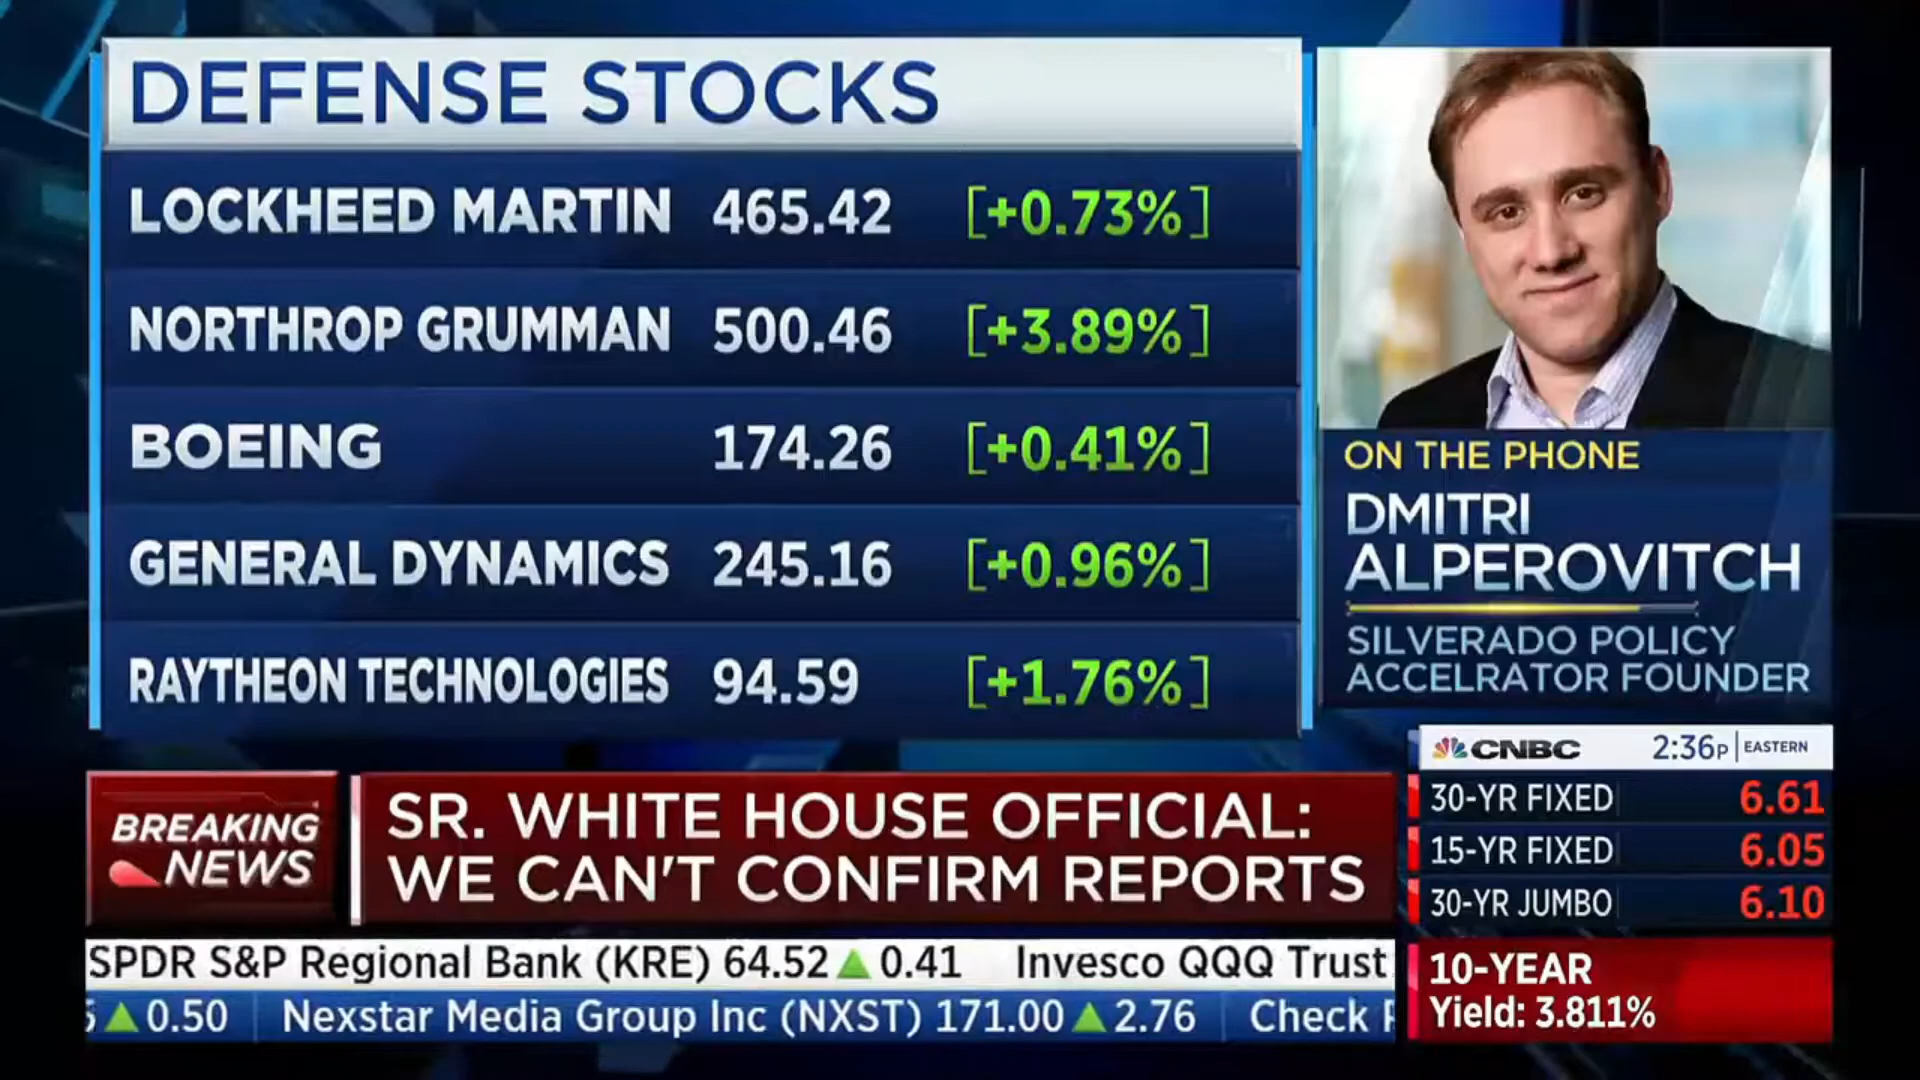 DEFENSE STOCKS
LOCKHEED MARTIN 465.42 [+0.73%]
NORTHROP GRUMMAN 500.46 [+3.89%]
BOEING 174.26 [+0.41%]
GENERAL DYNAMICS 245.16 [+0.96%]
RAYTHEON TECHNOLOGIES 94.59 [+1.76%]
ON THE PHONE
DMITRI
ALPEROVITCH
SILVERADO POLICY
ACCELRATOR FOUNDER
CNBC 2:36P EASTERN
30-YR FIXED 6.61
15-YR FIXED 6.05
30-YR JUMBO 6.10
10-YEAR
Yield: 3.811%
BREAKING
NEWS
SR. WHITE HOUSE OFFICIAL:
WE CAN'T CONFIRM REPORTS
SPDR S&P Regional Bank (KRE) 64.52 ▲ 0.41 Invesco QQQ Trust
▲ 0.50 Nexstar Media Group Inc (NXST) 171.00 ▲ 2.76 Check